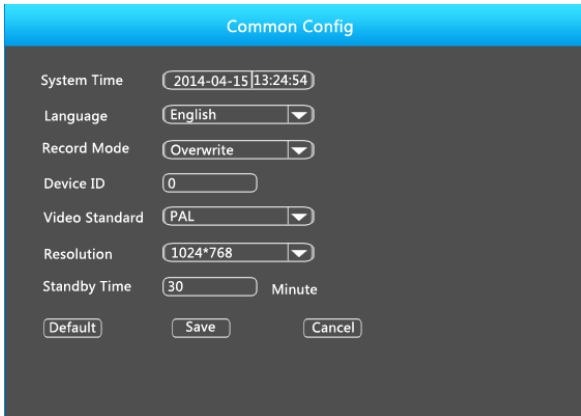 Common Config
System Time 2014-04-15 13:24:54
Language English
Record Mode Overwrite
Device ID 0
Video Standard PAL
Resolution 1024*768
Standby Time 30 Minute
Default Save Cancel